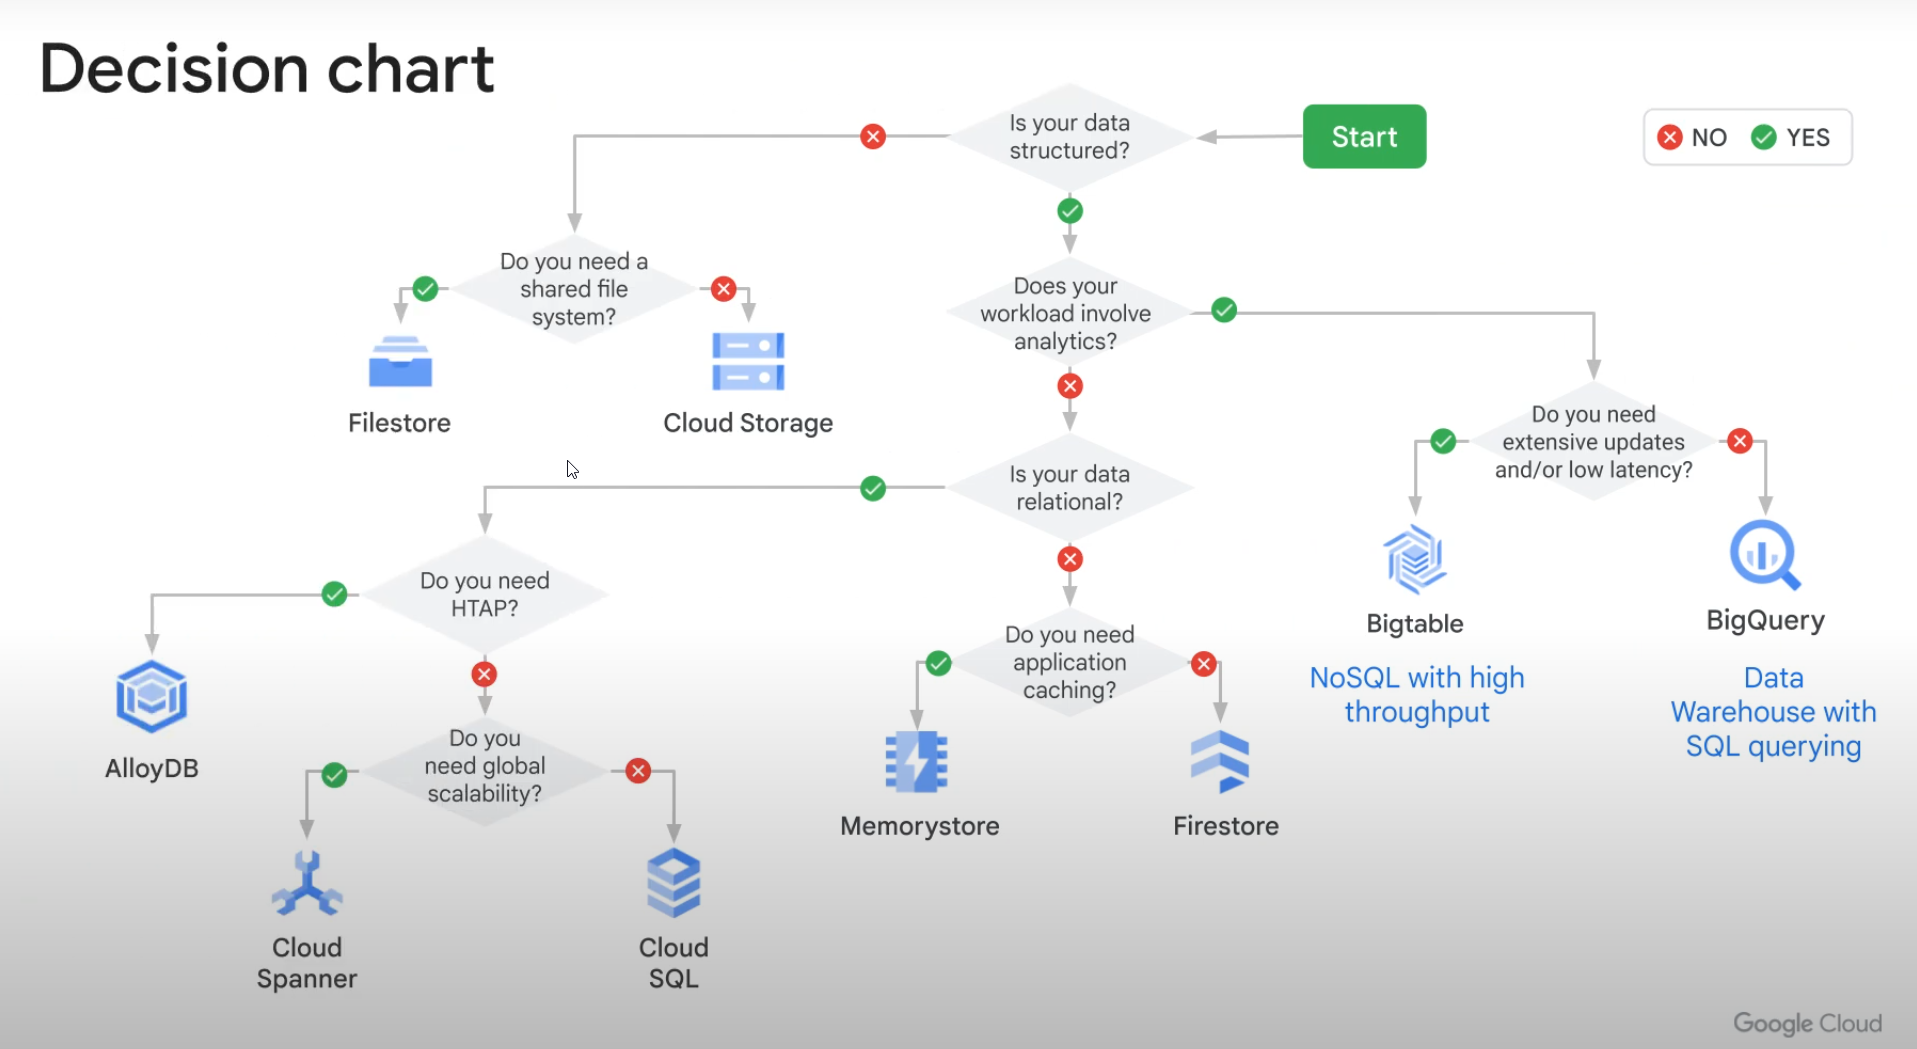 Decision chart
Is your data
structured?
Start
NO
YES
Do you need a
shared file
system?
Filestore
Cloud Storage
Does your
workload involve
analytics?
Do you need
extensive updates
and/or low latency?
Bigtable
NoSQL with high
throughput
BigQuery
Data
Warehouse with
SQL querying
Is your data
relational?
Do you need
HTAP?
AlloyDB
Do you
need global
scalability?
Cloud
Spanner
Cloud
SQL
Do you need
application
caching?
Memorystore
Firestore
Google Cloud